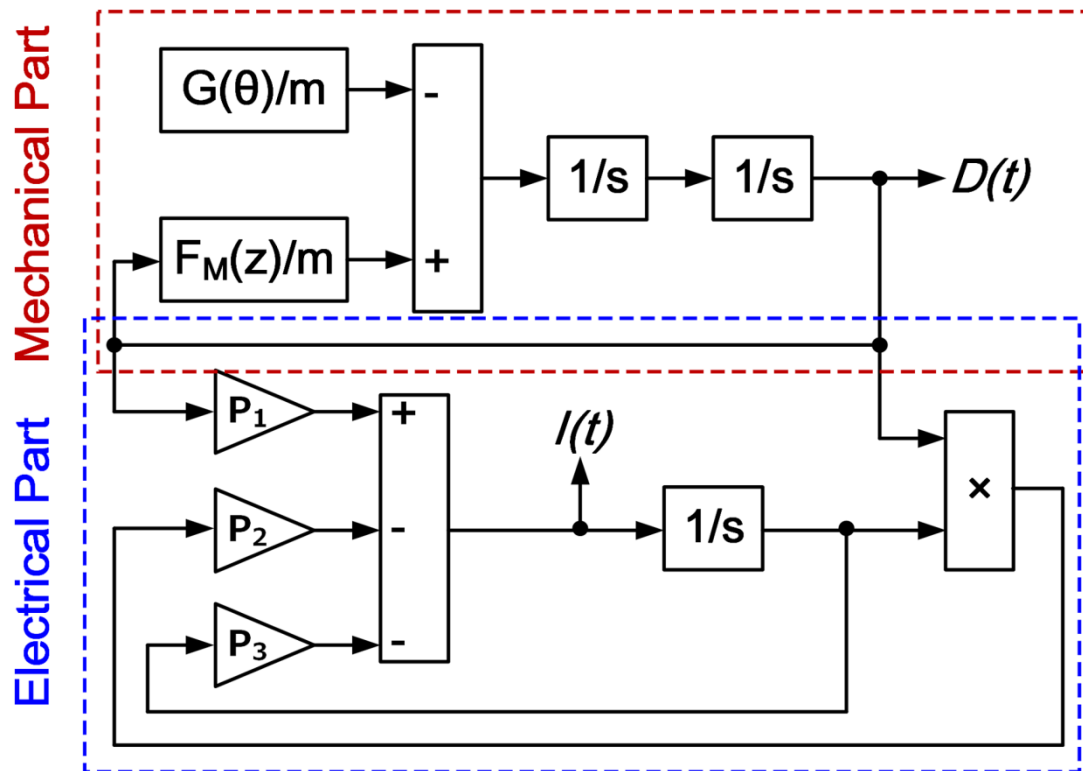 Mechanical Part
G(θ)/m
-
1/s
1/s
D(t)
F_M(z)/m
+
Electrical Part
P₁
+
I(t)
P₂
-
1/s
×
P₃
-